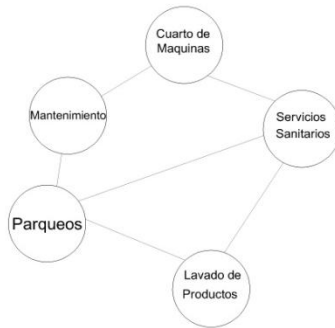 Cuarto de
Maquinas
Mantenimiento
Servicios
Sanitarios
Parqueos
Lavado de
Productos